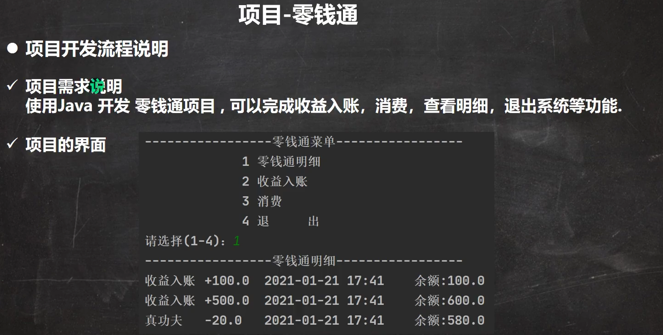 项目-零钱通
● 项目开发流程说明
✓ 项目需求说明
使用Java 开发 零钱通项目 , 可以完成收益入账，消费，查看明细，退出系统等功能.
✓ 项目的界面
-----------------零钱通菜单-----------------
1 零钱通明细
2 收益入账
3 消费
4 退 出
请选择(1-4): 1
-----------------零钱通明细-----------------
收益入账 +100.0 2021-01-21 17:41 余额:100.0
收益入账 +500.0 2021-01-21 17:41 余额:600.0
真功夫 -20.0 2021-01-21 17:41 余额:580.0